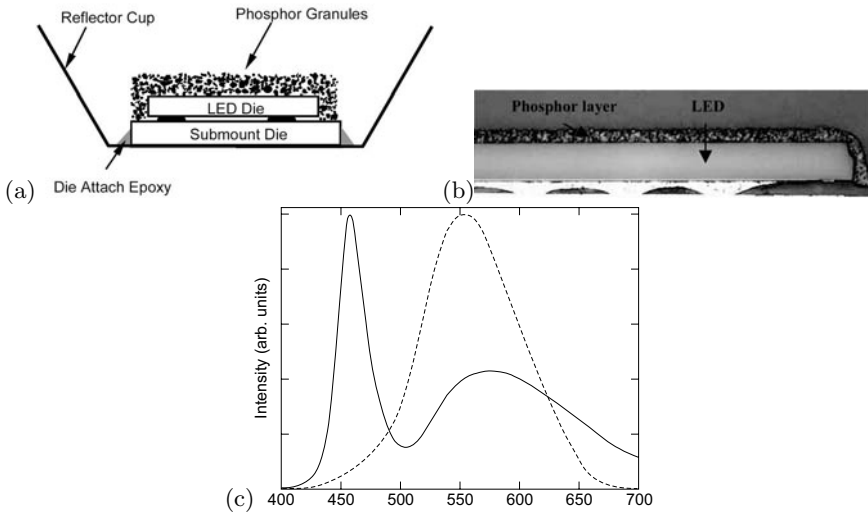 Reflector Cup
Phosphor Granules
LED Die
Submount Die
Die Attach Epoxy
(a)
Phosphor layer
LED
(b)
Intensity (arb. units)
400 450 500 550 600 650 700
(c)